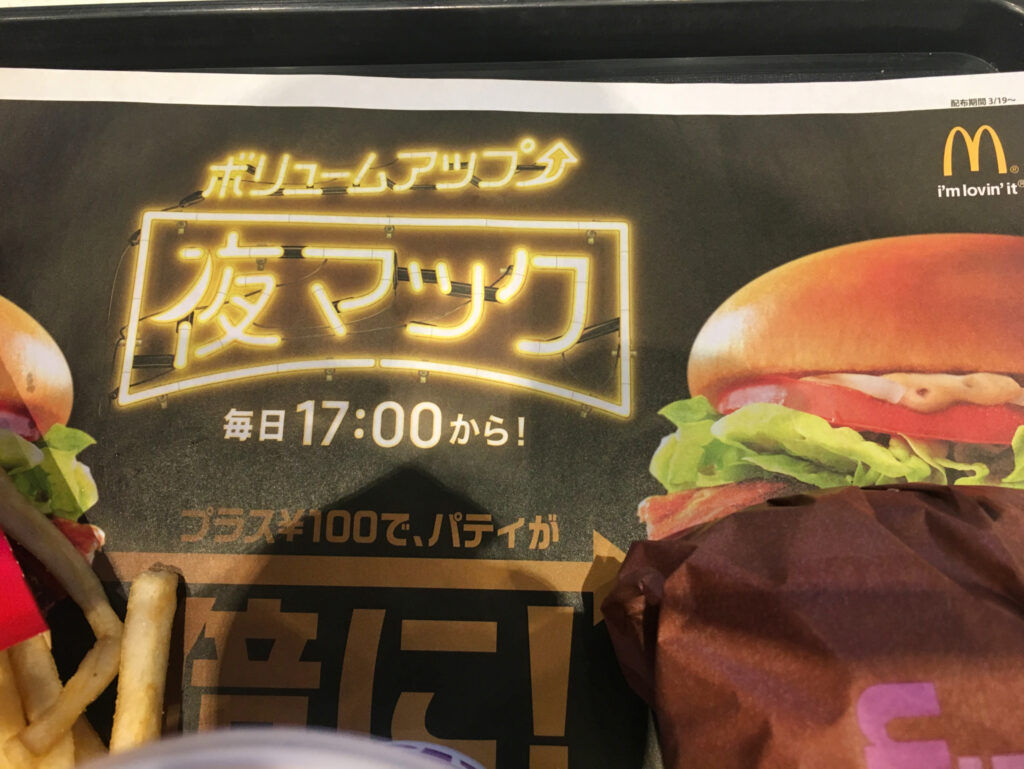 配布期間 3/19~
ボリュームアップ
M
i'm lovin' it®
夜マック
毎日17:00から!
プラス¥100で、パティが
倍に!